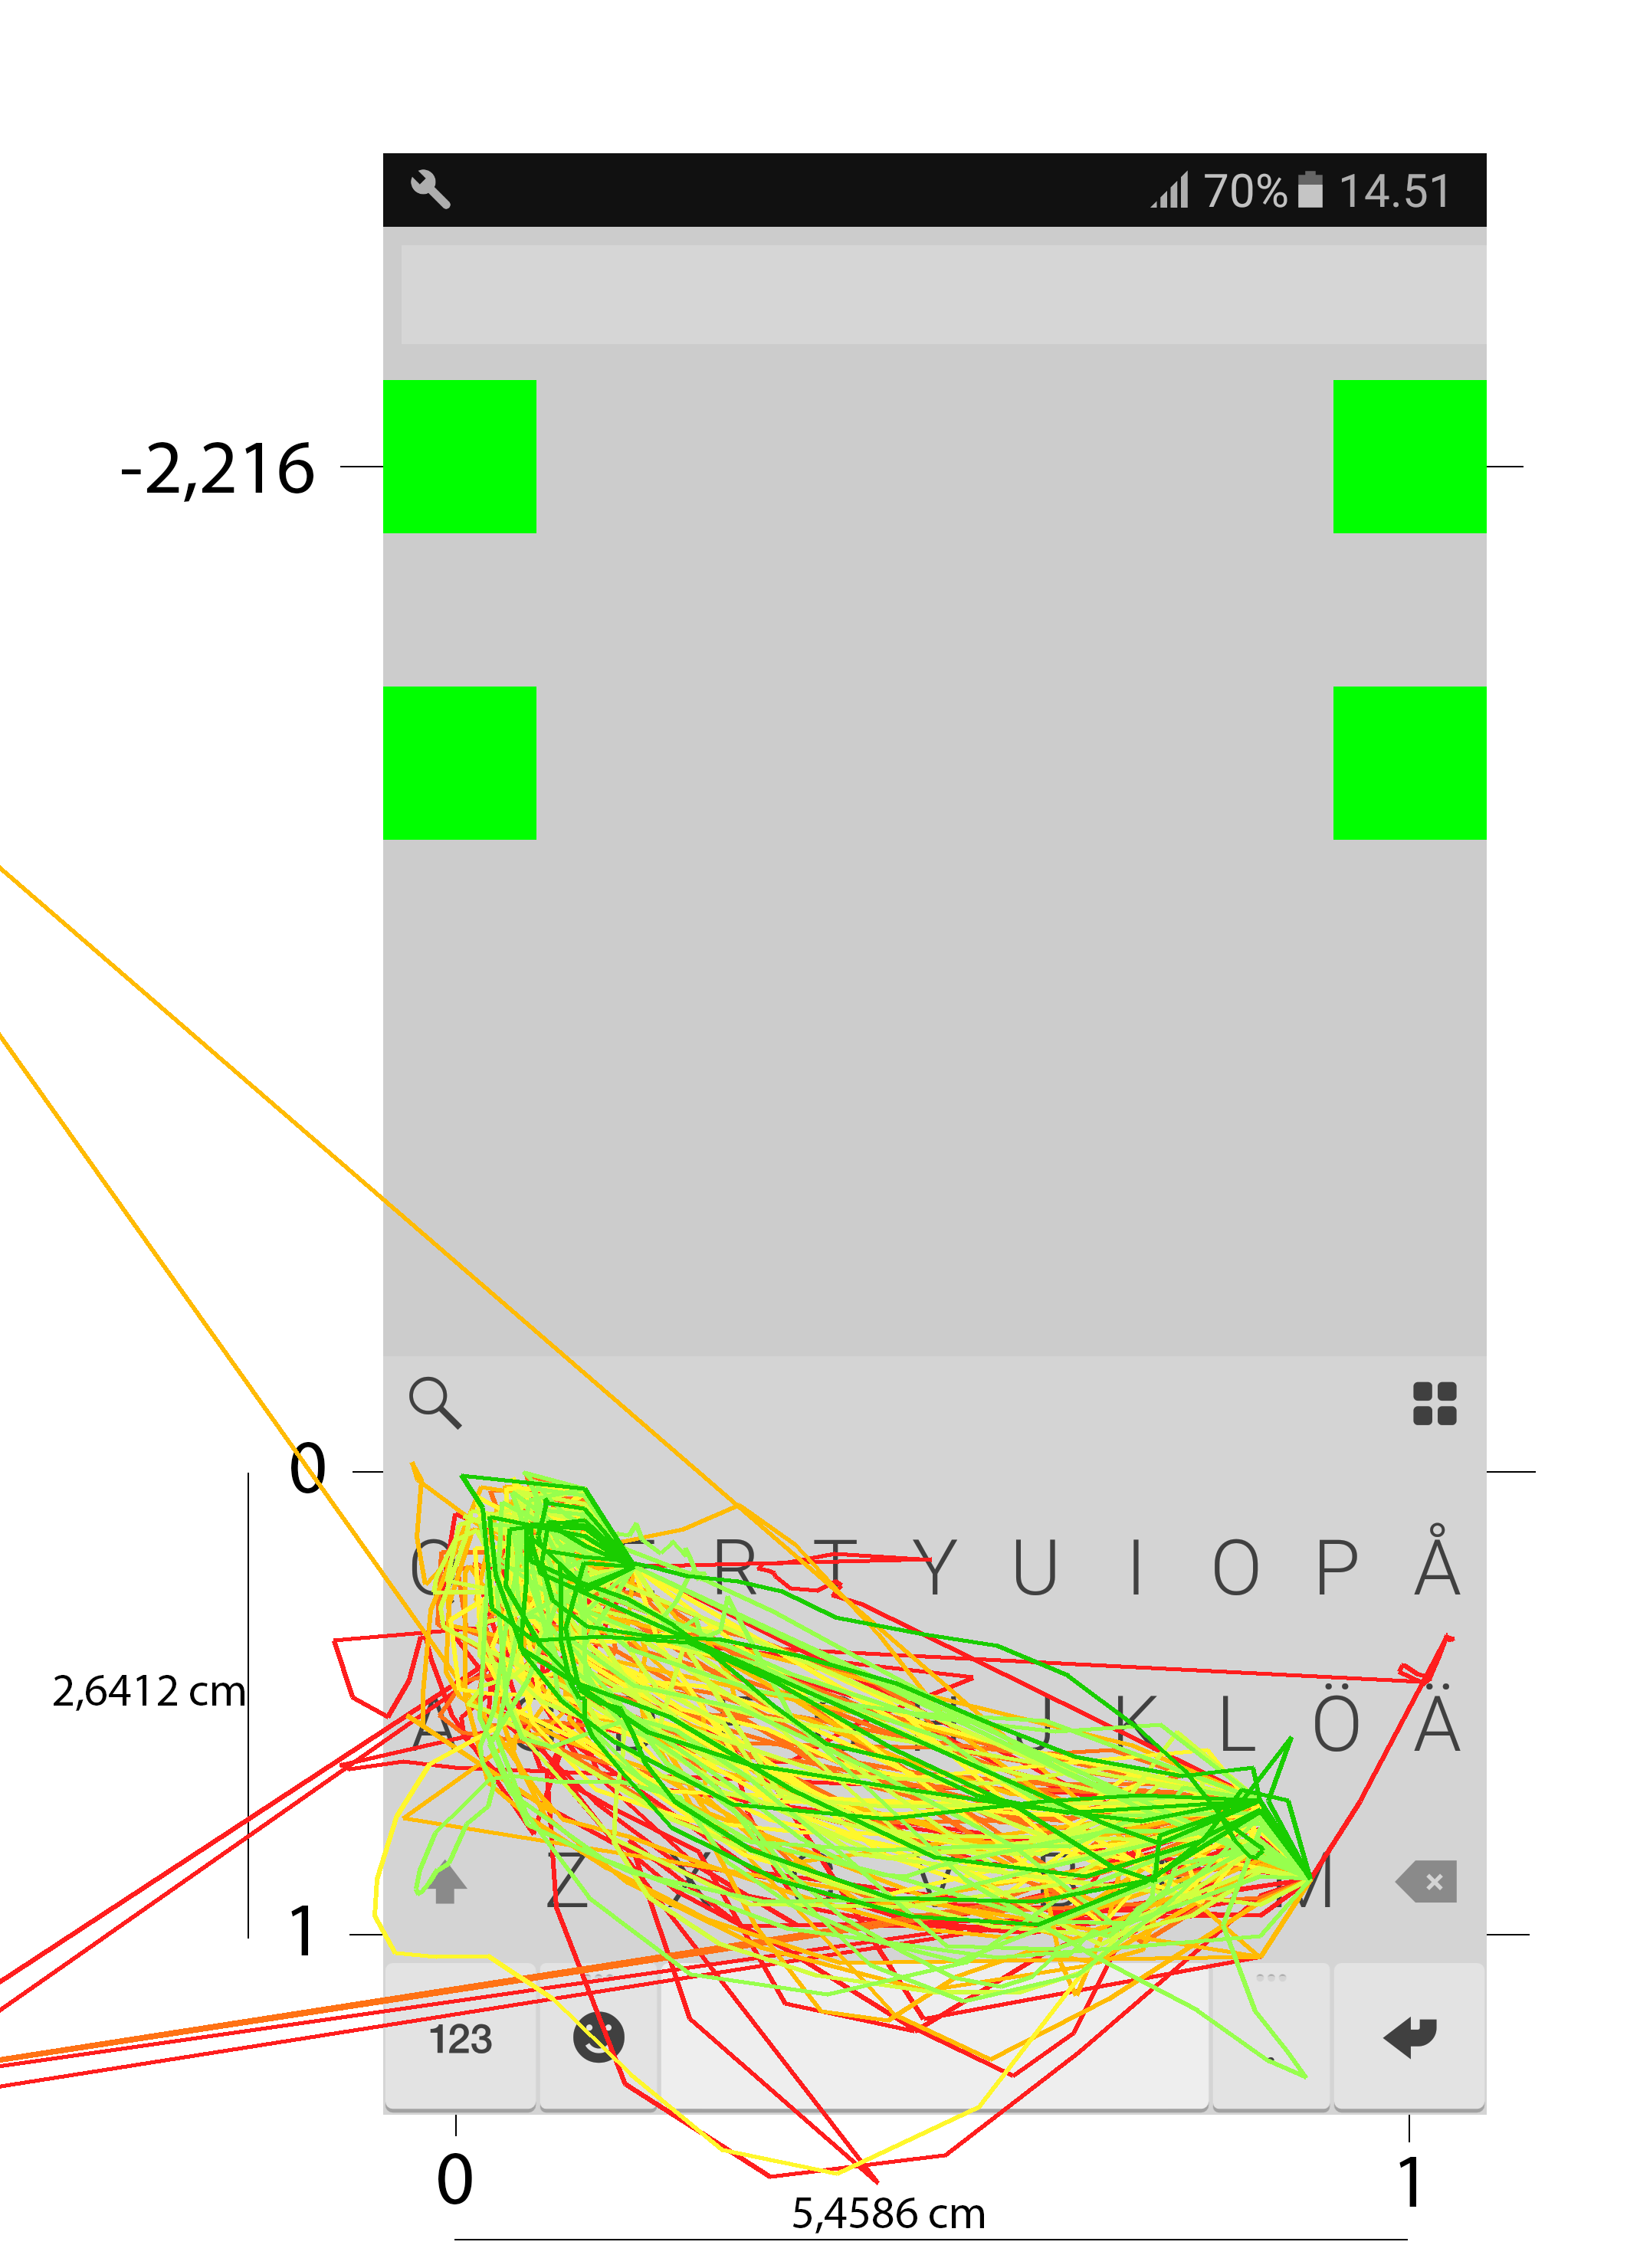 70% 14.51
-2,216
0
R T Y U I O P Å
2,6412 cm
A J K L Ö Ä
Z M
1
123
0 1
5,4586 cm